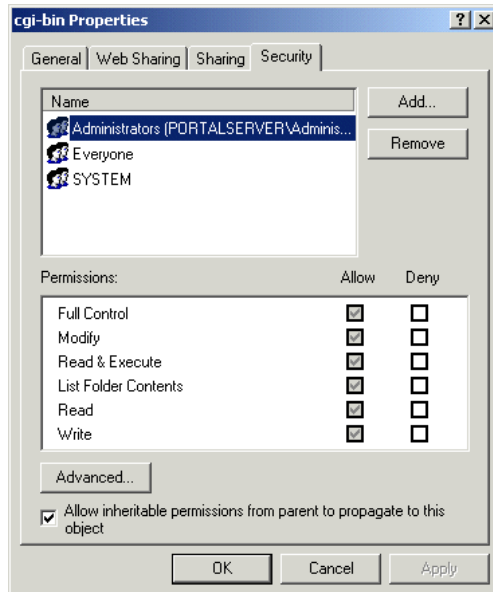 cgi-bin Properties
General Web Sharing Sharing Security
Name
Administrators (PORTALSERVER\Adminis...
Everyone
SYSTEM
Add...
Remove
Permissions: Allow Deny
Full Control
Modify
Read & Execute
List Folder Contents
Read
Write
Advanced...
Allow inheritable permissions from parent to propagate to this
object
OK Cancel Apply